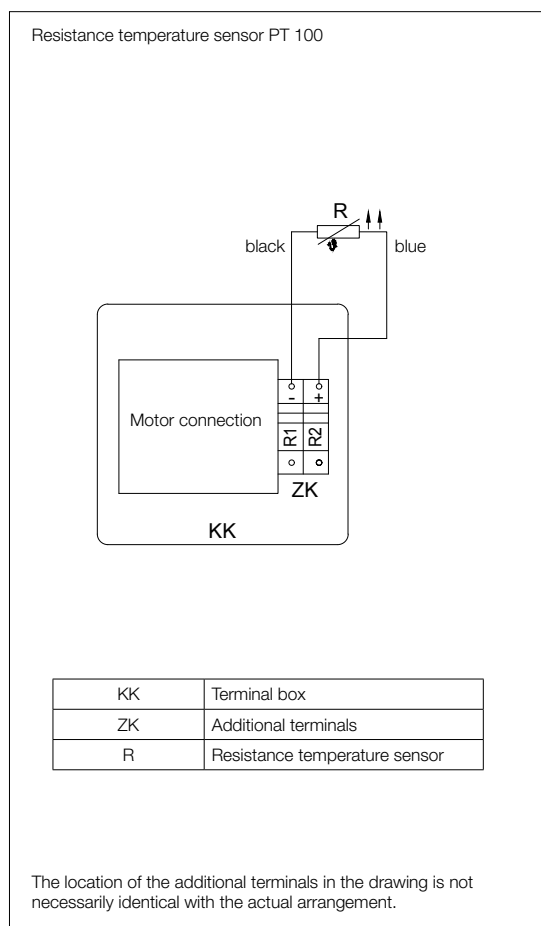 Resistance temperature sensor PT 100
R
black
blue
- +
Motor connection
R1 R2
ZK
KK
KK Terminal box
ZK Additional terminals
R Resistance temperature sensor
The location of the additional terminals in the drawing is not
necessarily identical with the actual arrangement.